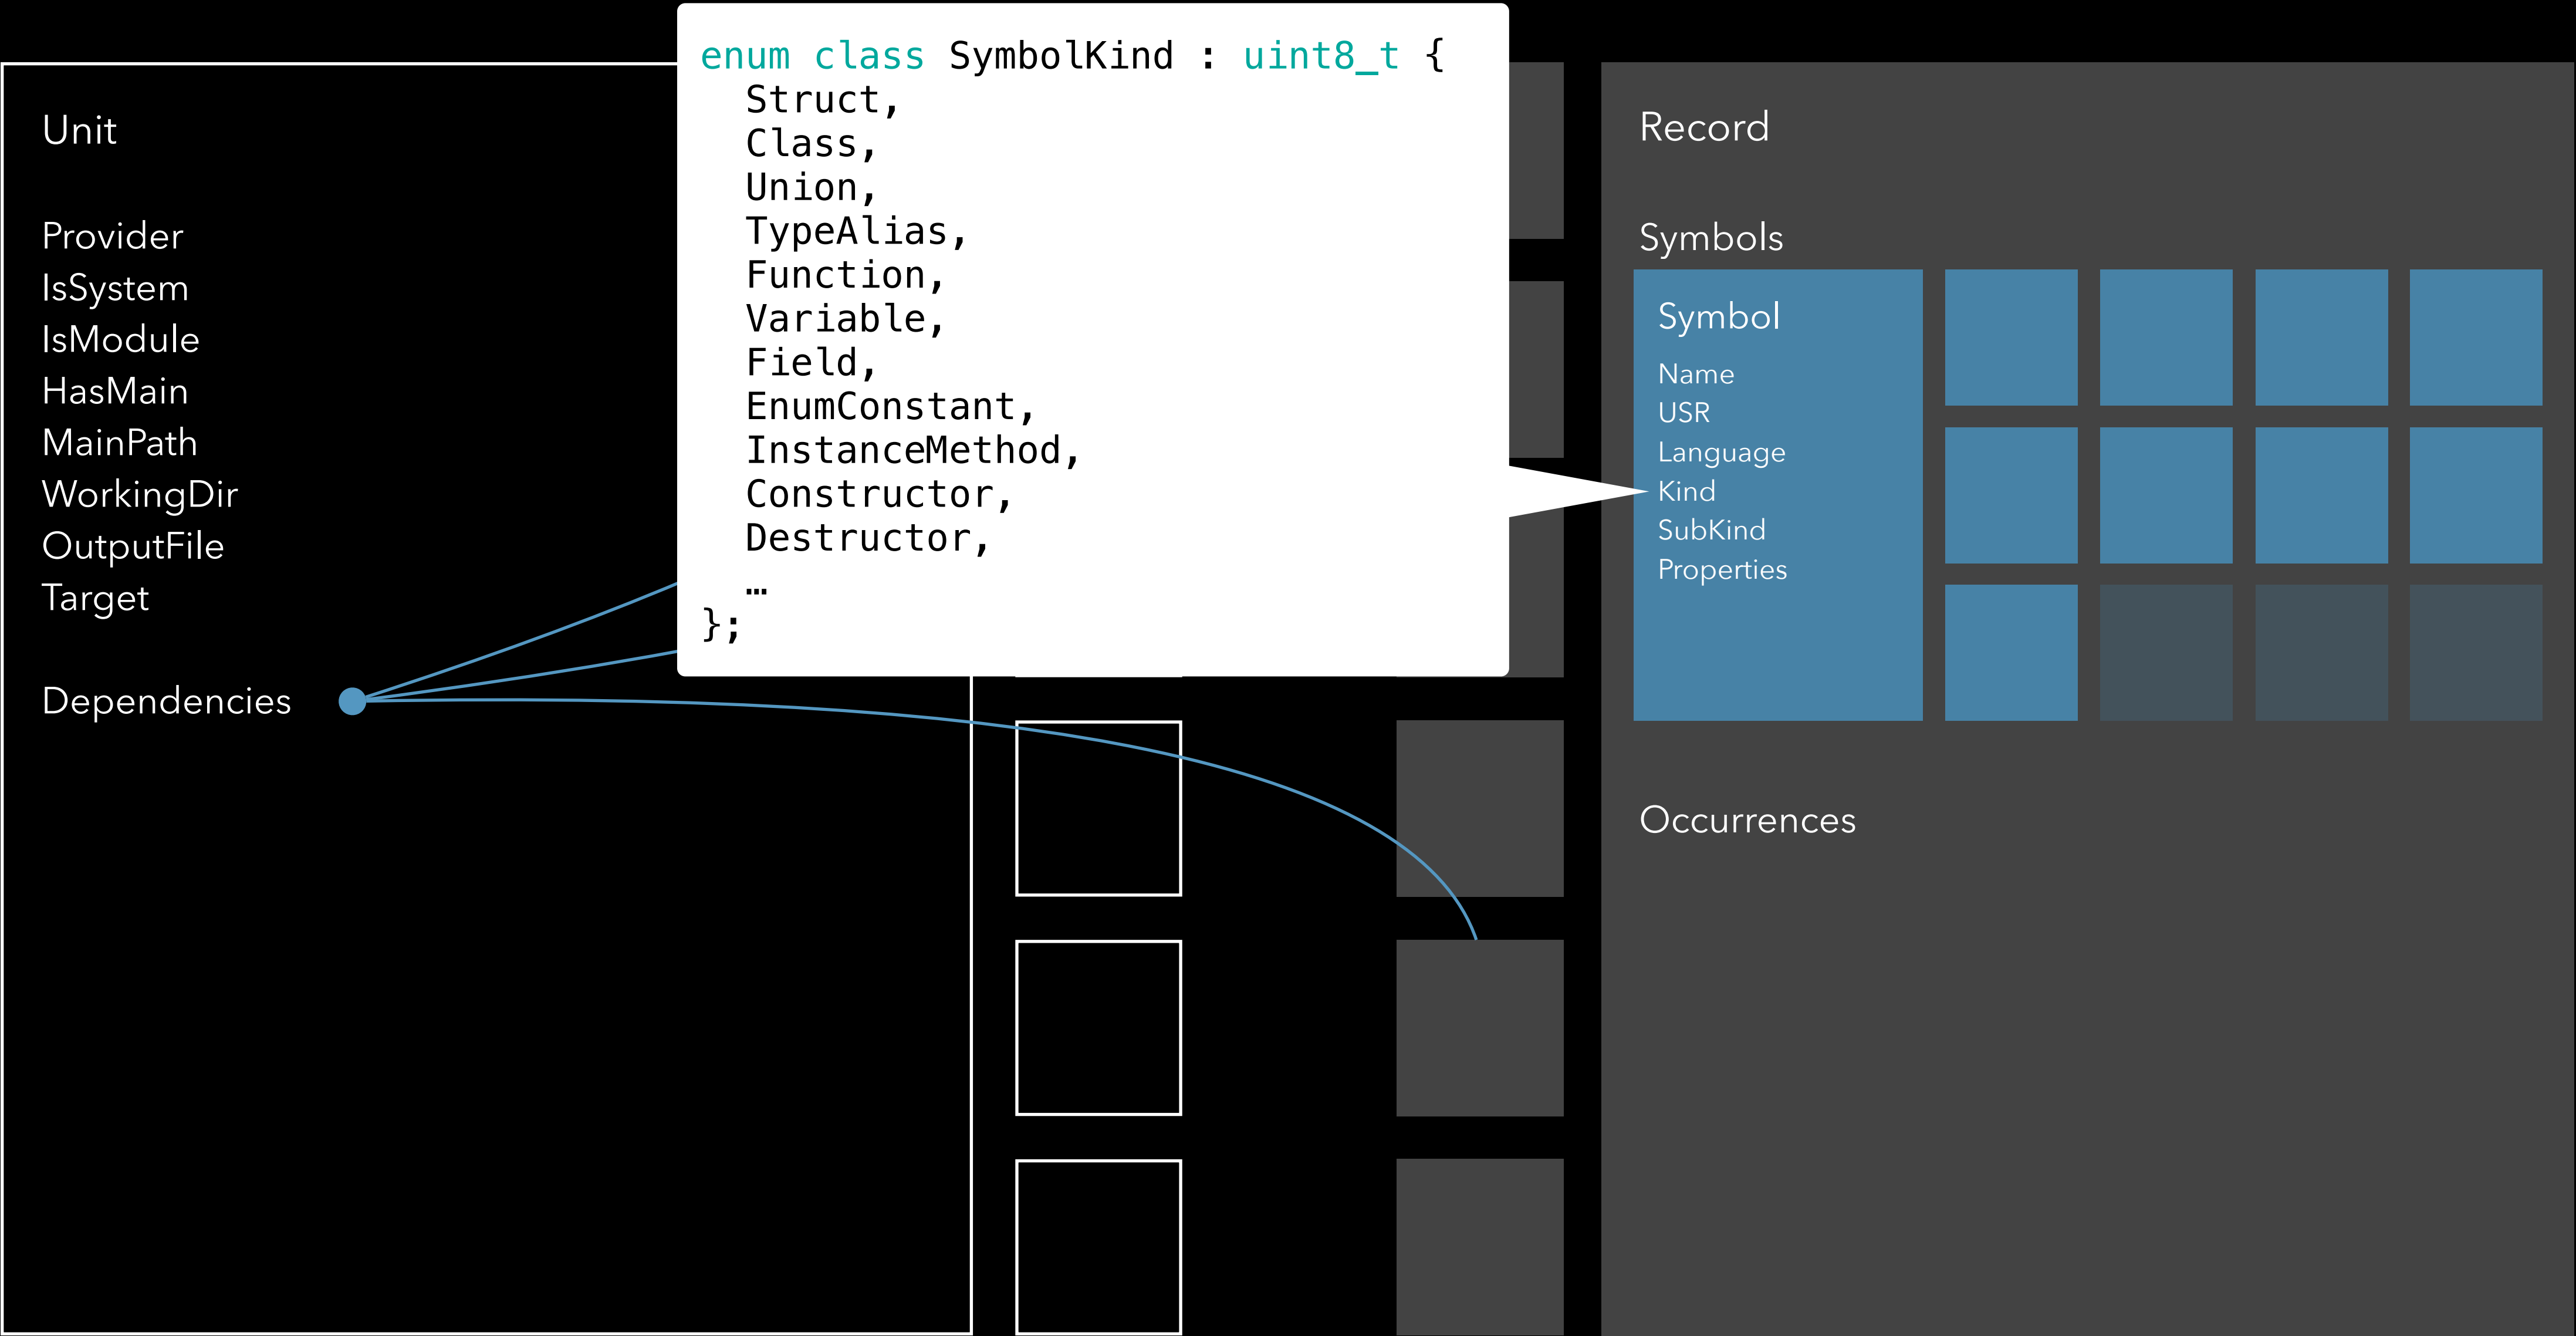 Unit
Provider
IsSystem
IsModule
HasMain
MainPath
WorkingDir
OutputFile
Target
Dependencies
enum class SymbolKind : uint8_t {
  Struct,
  Class,
  Union,
  TypeAlias,
  Function,
  Variable,
  Field,
  EnumConstant,
  InstanceMethod,
  Constructor,
  Destructor,
  …
};
Record
Symbols
Symbol
Name
USR
Language
Kind
SubKind
Properties
Occurrences